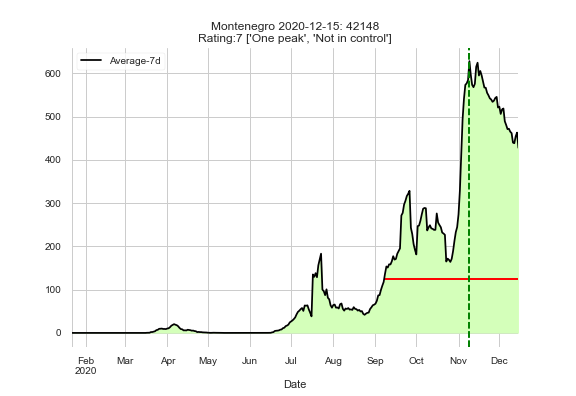 Montenegro 2020-12-15: 42148
Rating:7 ['One peak', 'Not in control']
Average-7d
600
500
400
300
200
100
0
Feb Mar Apr May Jun Jul Aug Sep Oct Nov Dec
2020
Date